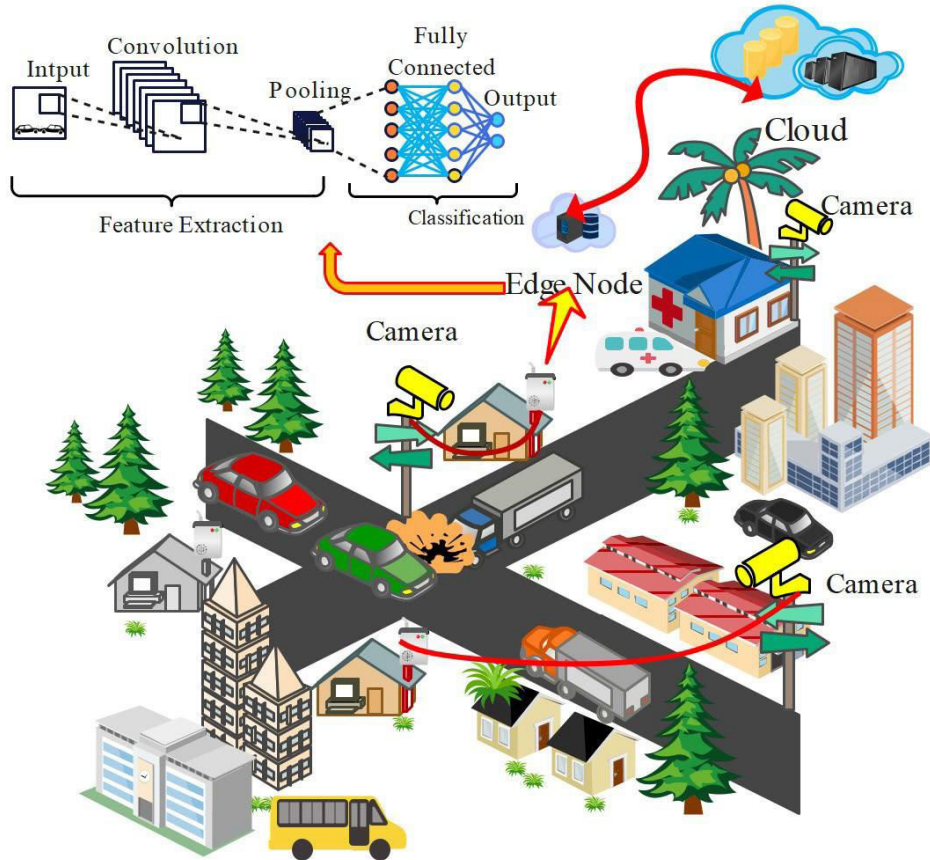 Intput
Convolution
Pooling
Fully
Connected
Output
Feature Extraction
Classification
Cloud
Camera
Edge Node
Camera
Camera